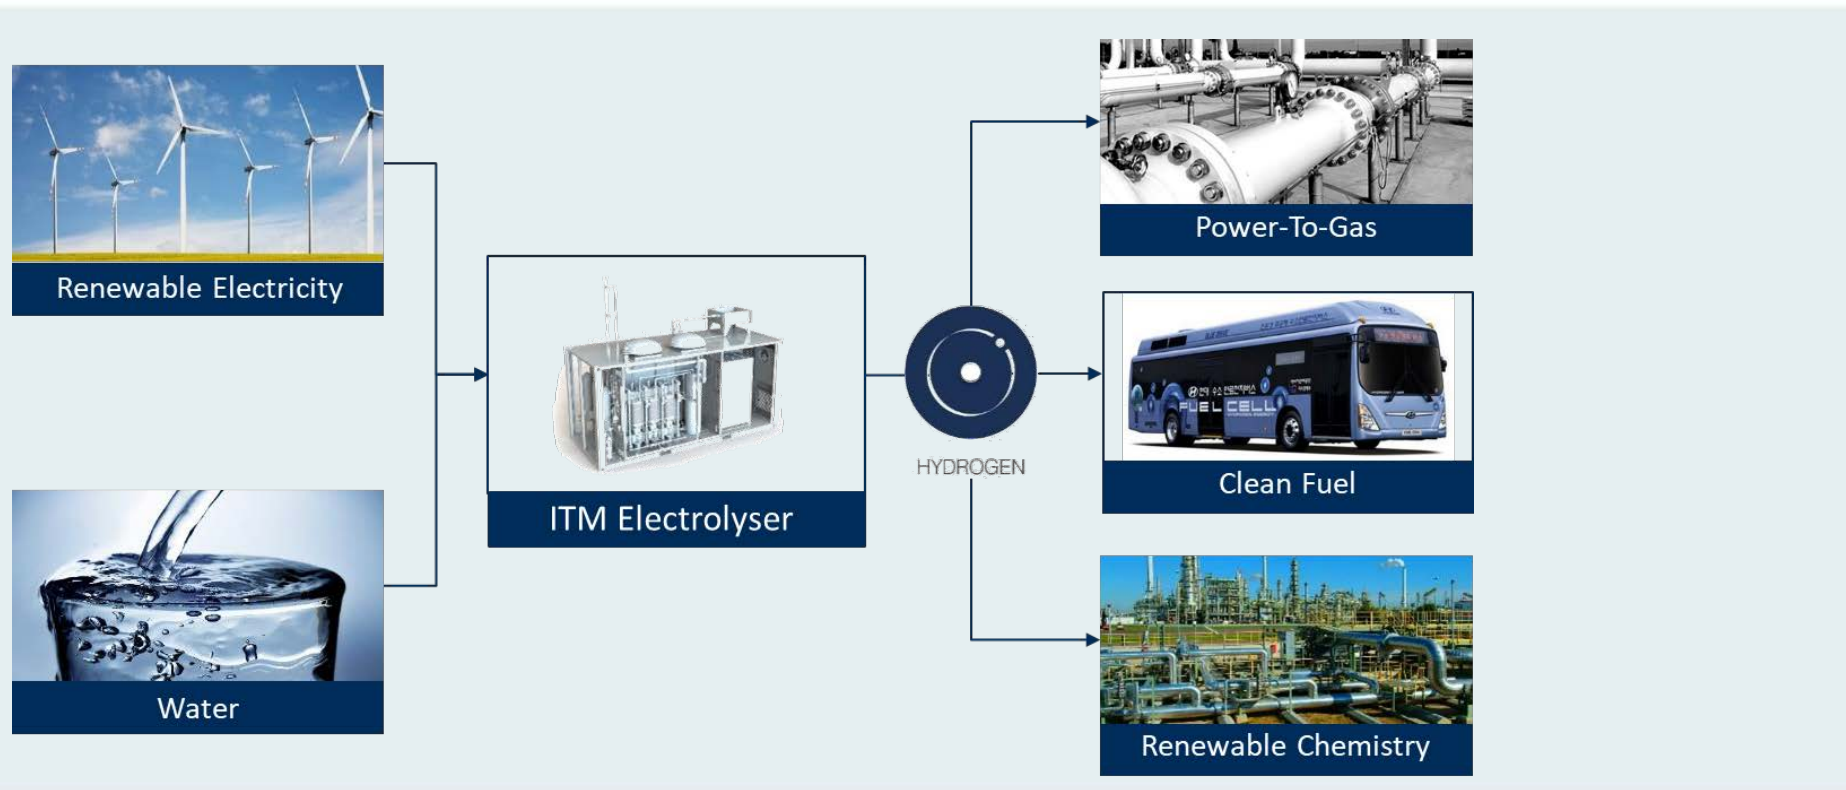 Renewable Electricity
Water
ITM Electrolyser
HYDROGEN
Power-To-Gas
FUEL CELL
Clean Fuel
Renewable Chemistry